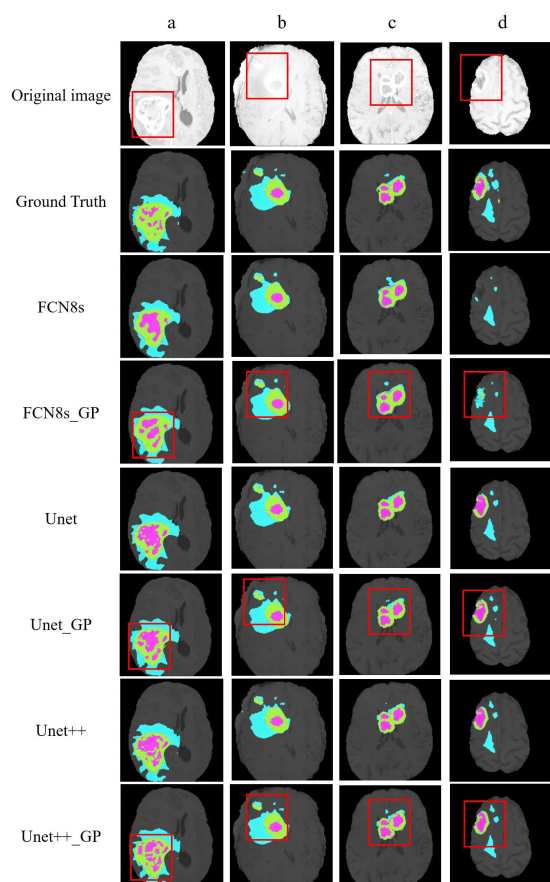 a b c d
Original image
Ground Truth
FCN8s
FCN8s_GP
Unet
Unet_GP
Unet++
Unet++_GP